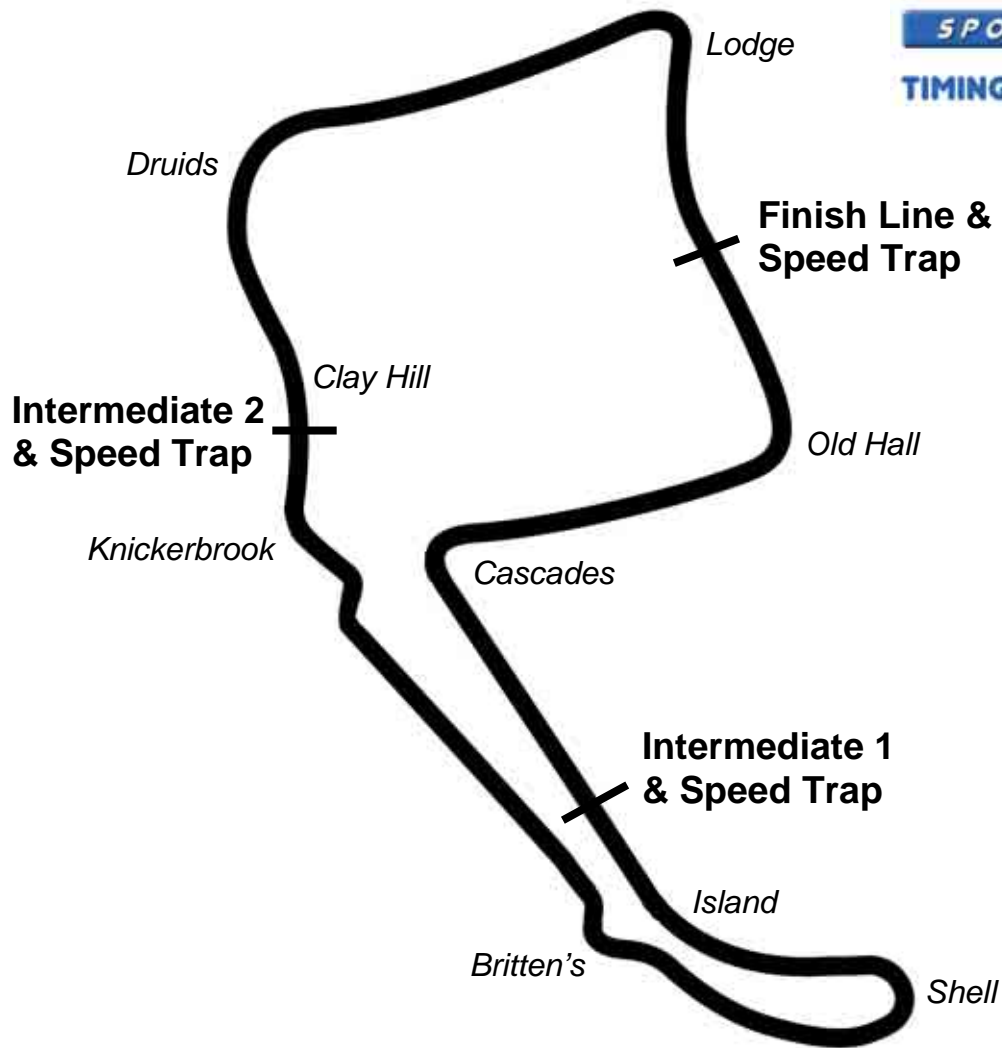 Lodge
TIMING
Druids
Finish Line &
Speed Trap
Clay Hill
Intermediate 2
& Speed Trap
Old Hall
Knickerbrook
Cascades
Intermediate 1
& Speed Trap
Island
Britten's
Shell